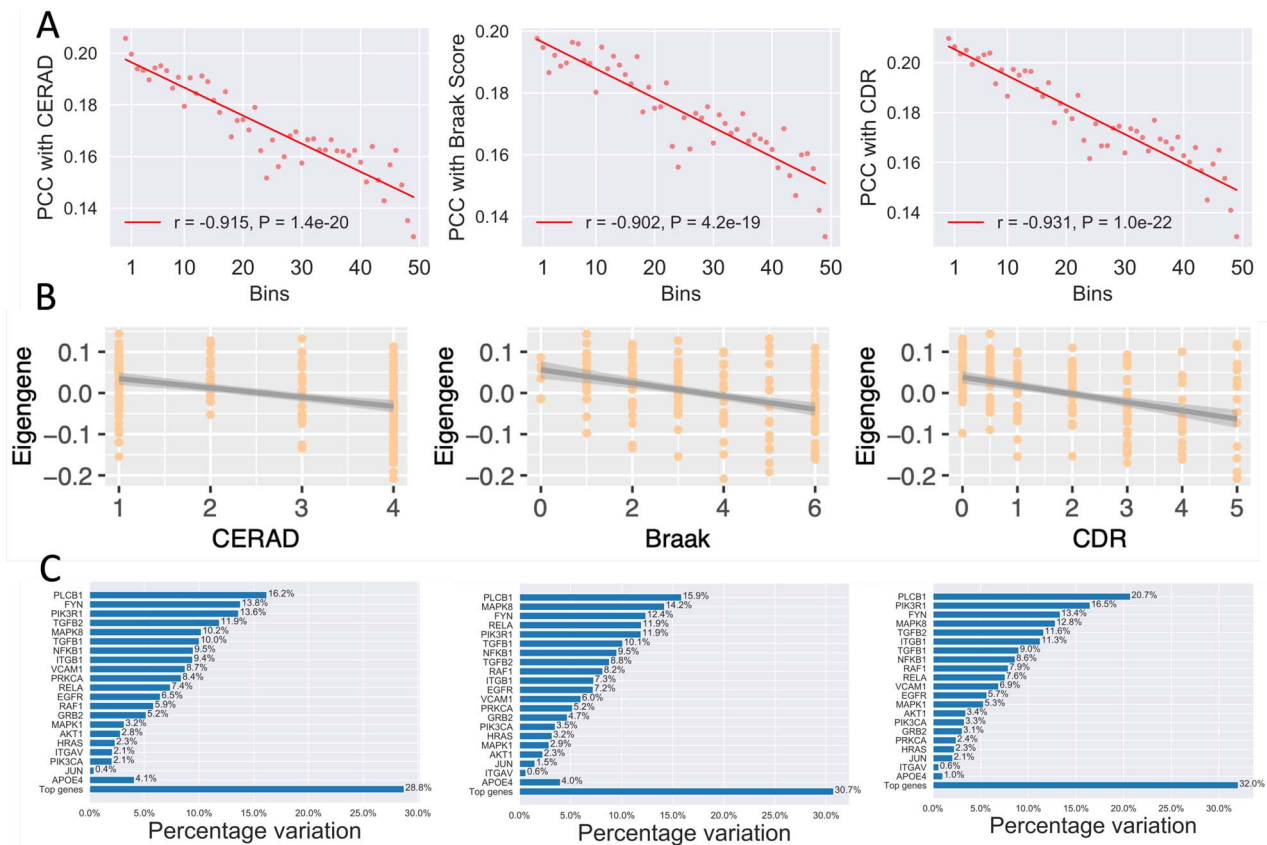 A
PCC with CERAD
0.20
0.18
0.16
0.14
r = -0.915, P = 1.4e-20
1 10 20 30 40 50
Bins
PCC with Braak Score
0.20
0.18
0.16
0.14
r = -0.902, P = 4.2e-19
1 10 20 30 40 50
Bins
PCC with CDR
0.20
0.18
0.16
0.14
r = -0.931, P = 1.0e-22
1 10 20 30 40 50
Bins
B
Eigengene
0.1
0.0
−0.1
−0.2
1 2 3 4
CERAD
Eigengene
0.1
0.0
−0.1
−0.2
0 2 4 6
Braak
Eigengene
0.1
0.0
−0.1
−0.2
0 1 2 3 4 5
CDR
C
PLCB1 16.2%
FYN 13.8%
PIK3R1 13.6%
TGFB2 11.9%
MAPK8 10.2%
TGFB1 10.0%
NFKB1 9.5%
ITGB1 9.4%
VCAM1 8.7%
PRKCA 8.4%
RELA 7.4%
EGFR 6.5%
RAF1 5.9%
GRB2 5.2%
MAPK1 3.2%
AKT1 2.8%
HRAS 2.3%
ITGAV 2.1%
PIK3CA 2.1%
JUN 0.4%
APOE4 4.1%
Top genes 28.8%
0.0% 5.0% 10.0% 15.0% 20.0% 25.0% 30.0%
Percentage variation
PLCB1 15.9%
MAPK8 14.2%
FYN 12.4%
RELA 11.9%
PIK3R1 11.9%
TGFB1 10.1%
NFKB1 9.5%
TGFB2 8.8%
RAF1 8.2%
ITGB1 7.3%
EGFR 7.2%
VCAM1 6.0%
PRKCA 5.2%
GRB2 4.7%
PIK3CA 3.5%
HRAS 3.2%
MAPK1 2.9%
AKT1 2.3%
JUN 1.5%
ITGAV 0.6%
APOE4 4.0%
Top genes 30.7%
0.0% 5.0% 10.0% 15.0% 20.0% 25.0% 30.0%
Percentage variation
PLCB1 20.7%
PIK3R1 16.5%
FYN 13.4%
MAPK8 12.8%
TGFB2 11.6%
ITGB1 11.3%
TGFB1 9.0%
NFKB1 8.6%
RAF1 7.9%
RELA 7.6%
VCAM1 6.9%
EGFR 5.7%
MAPK1 5.3%
AKT1 3.4%
PIK3CA 3.3%
GRB2 3.1%
PRKCA 2.4%
HRAS 2.3%
JUN 2.1%
ITGAV 0.6%
APOE4 1.0%
Top genes 32.0%
0.0% 5.0% 10.0% 15.0% 20.0% 25.0% 30.0%
Percentage variation